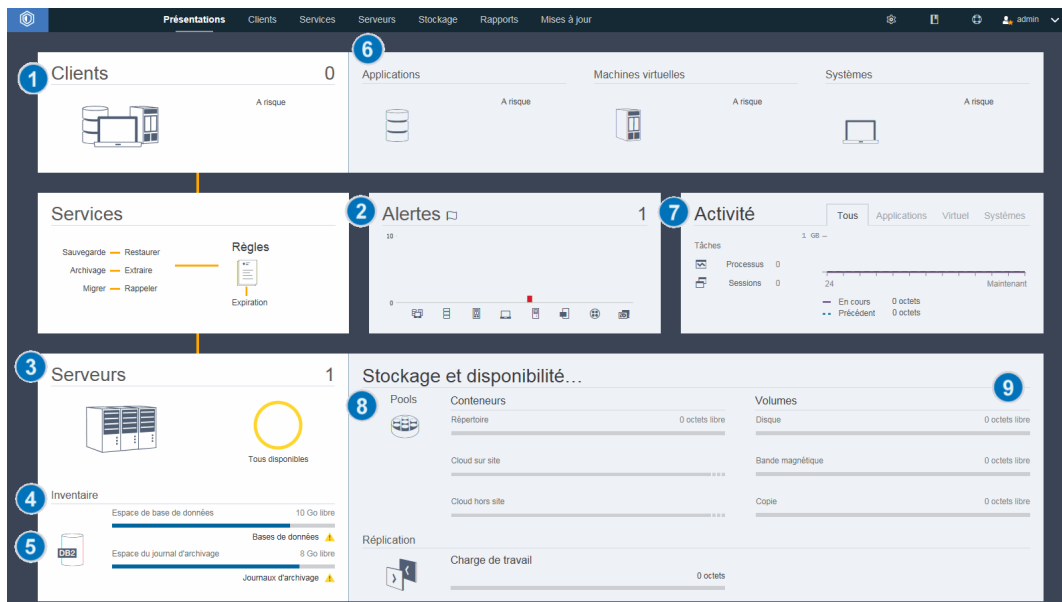 Présentations Clients Services Serveurs Stockage Rapports Mises à jour admin
1 Clients 0
A risque
6
Applications Machines virtuelles Systèmes
A risque A risque A risque
Services
Sauvegarde Restaurer
Archivage Extraire
Migrer Rappeler
Règles
Expiration
2 Alertes 1
10
0
7 Activité Tous Applications Virtuel Systèmes
Tâches
Processus 0
Sessions 0
1 GB
24 Maintenant
En cours 0 octets
Précédent 0 octets
3 Serveurs 1
Tous disponibles
4 Inventaire
Espace de base de données 10 Go libre
Bases de données
5 DB2
Espace du journal d'archivage 8 Go libre
Journaux d'archivage
Stockage et disponibilité...
8 Pools
Conteneurs
Répertoire 0 octets libre
Cloud sur site
Cloud hors site
9
Volumes
Disque 0 octets libre
Bande magnétique 0 octets libre
Copie 0 octets libre
Réplication
Charge de travail
0 octets